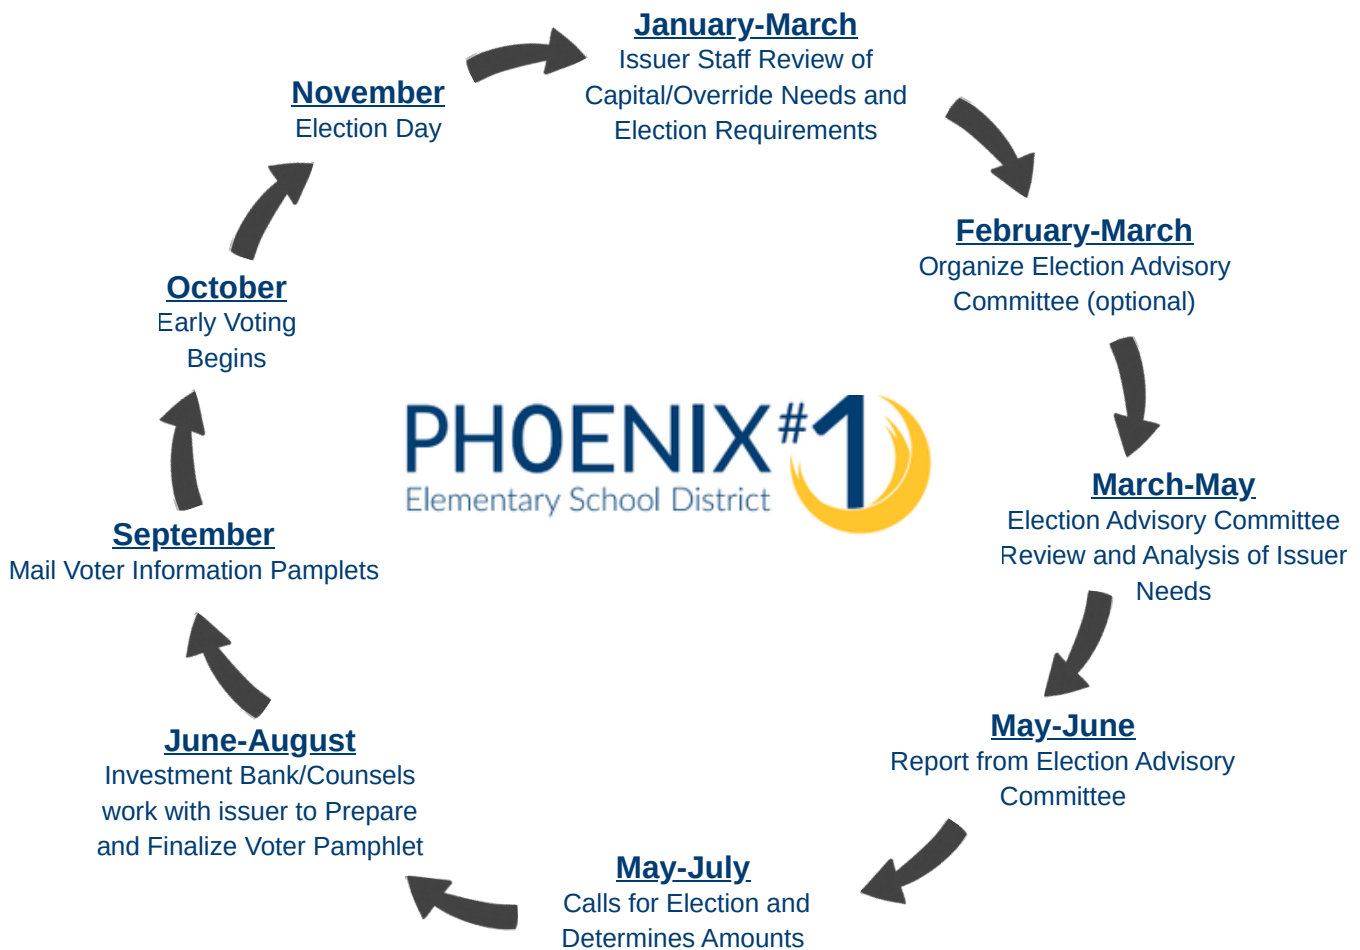 January-March
Issuer Staff Review of
Capital/Override Needs and
Election Requirements
February-March
Organize Election Advisory
Committee (optional)
March-May
Election Advisory Committee
Review and Analysis of Issuer
Needs
May-June
Report from Election Advisory
Committee
May-July
Calls for Election and
Determines Amounts
June-August
Investment Bank/Counsels
work with issuer to Prepare
and Finalize Voter Pamphlet
September
Mail Voter Information Pamplets
October
Early Voting
Begins
November
Election Day
PHOENIX #1
Elementary School District